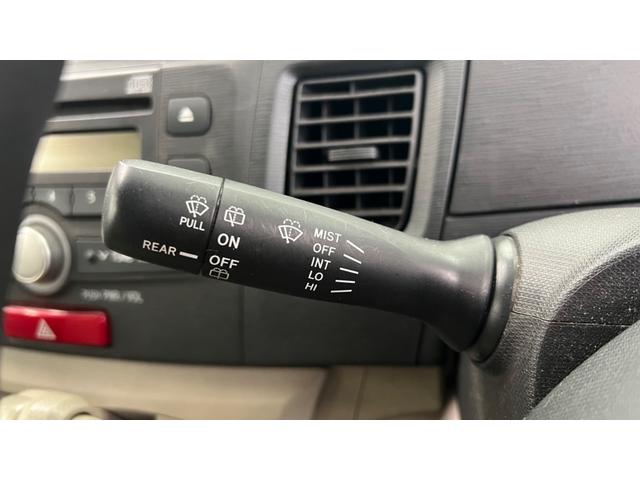 PULL
REAR
ON
OFF
MIST
OFF
INT
LO
HI